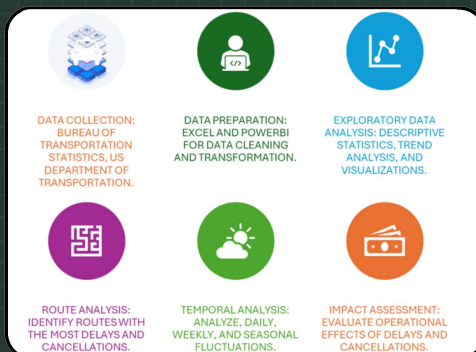 DATA COLLECTION:
BUREAU OF
TRANSPORTATION
STATISTICS, US
DEPARTMENT OF
TRANSPORTATION.
DATA PREPARATION:
EXCEL AND POWERBI
FOR DATA CLEANING
AND TRANSFORMATION.
EXPLORATORY DATA
ANALYSIS: DESCRIPTIVE
STATISTICS, TREND
ANALYSIS, AND
VISUALIZATIONS.
ROUTE ANALYSIS:
IDENTIFY ROUTES WITH
THE MOST DELAYS AND
CANCELLATIONS.
TEMPORAL ANALYSIS:
ANALYZE, DAILY,
WEEKLY, AND SEASONAL
FLUCTUATIONS.
IMPACT ASSESSMENT:
EVALUATE OPERATIONAL
EFFECTS OF DELAYS AND
CANCELLATIONS.